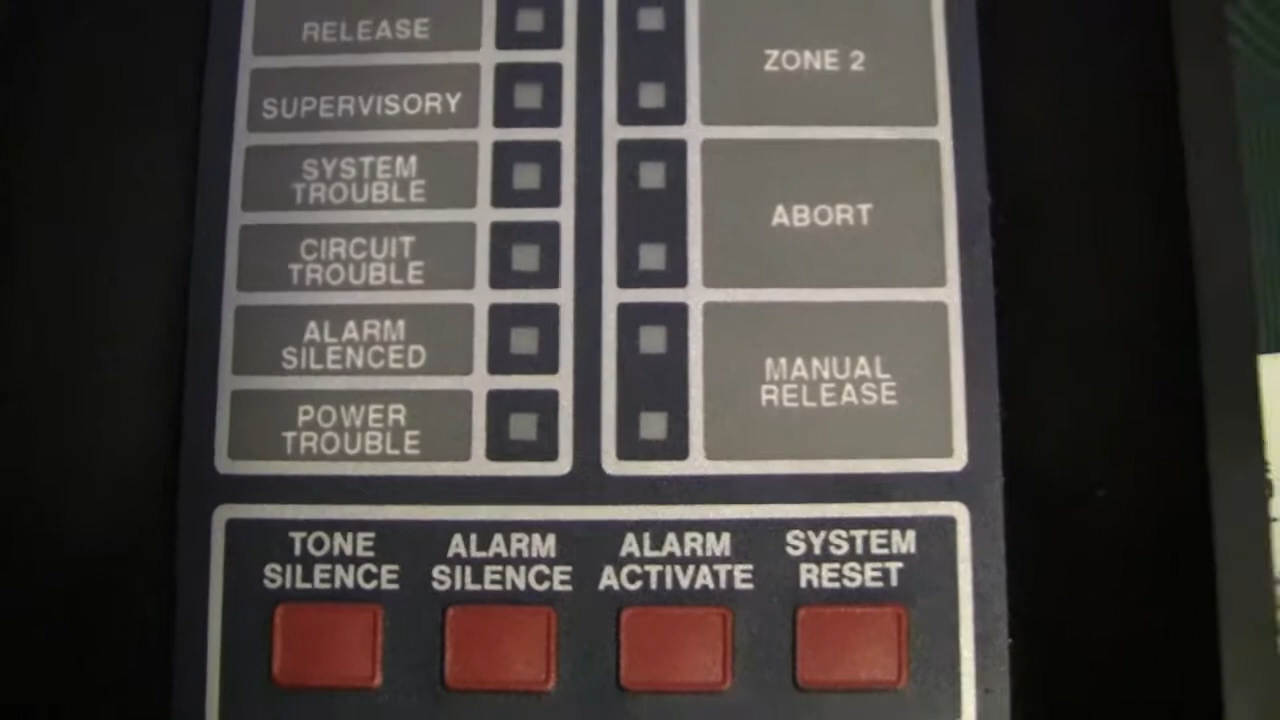 RELEASE
SUPERVISORY
SYSTEM
TROUBLE
CIRCUIT
TROUBLE
ALARM
SILENCED
POWER
TROUBLE
ZONE 2
ABORT
MANUAL
RELEASE
TONE
SILENCE
ALARM
SILENCE
ALARM
ACTIVATE
SYSTEM
RESET